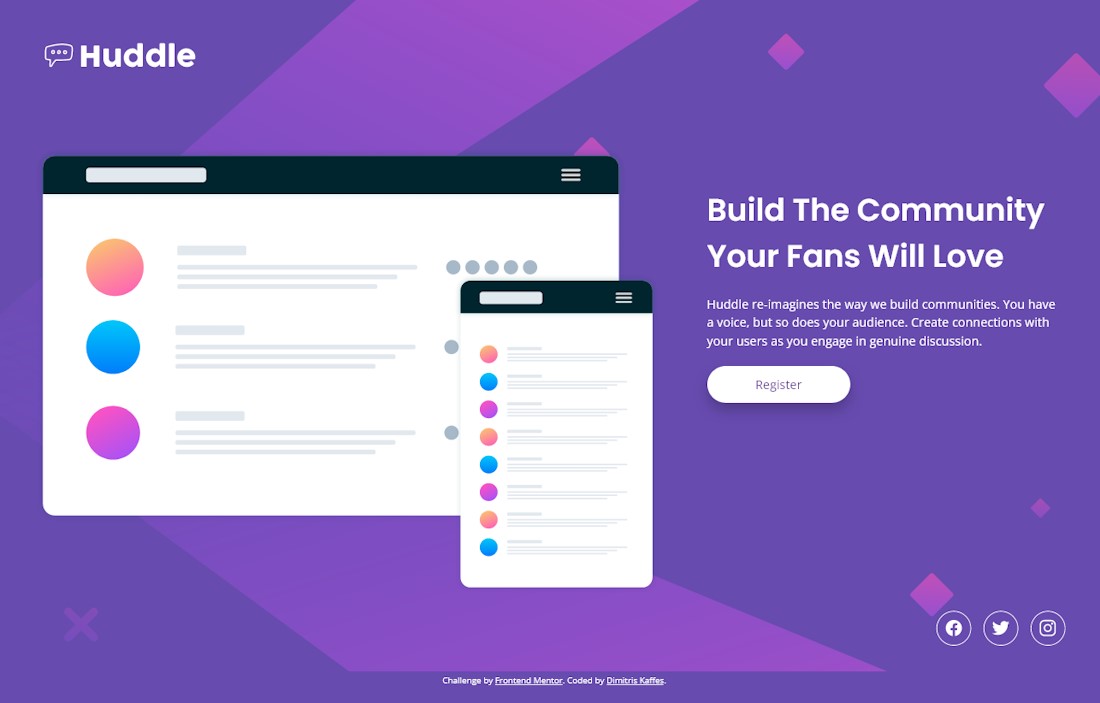 Huddle
Build The Community
Your Fans Will Love
Huddle re-imagines the way we build communities. You have
a voice, but so does your audience. Create connections with
your users as you engage in genuine discussion.
Register
Challenge by Frontend Mentor. Coded by Dimitris Kaffes.